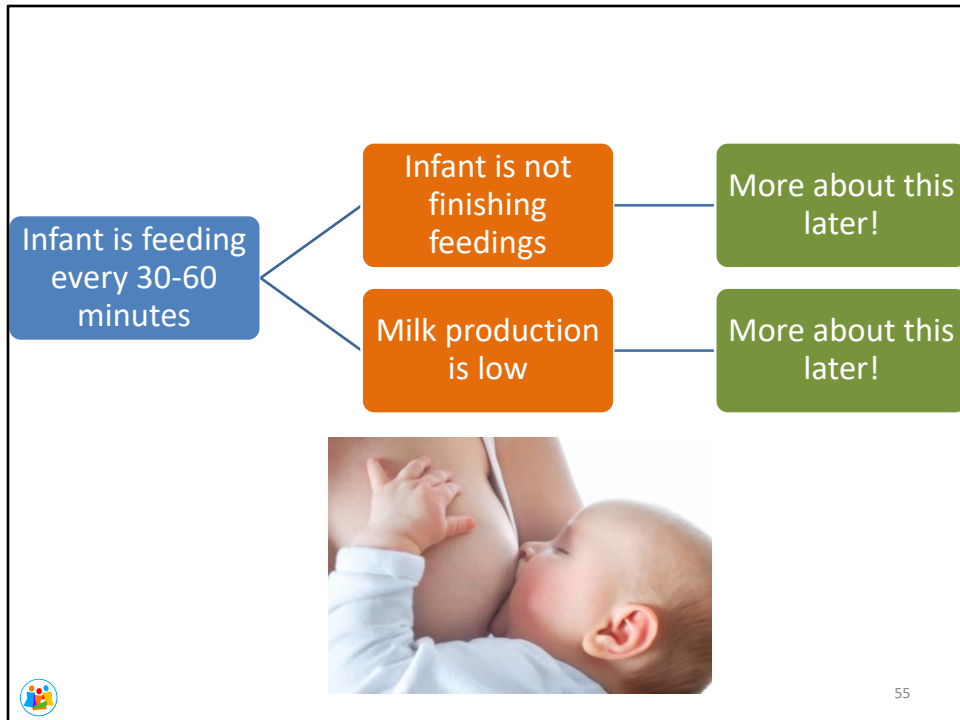 Infant is feeding
every 30-60
minutes
Infant is not
finishing
feedings
More about this
later!
Milk production
is low
More about this
later!
55